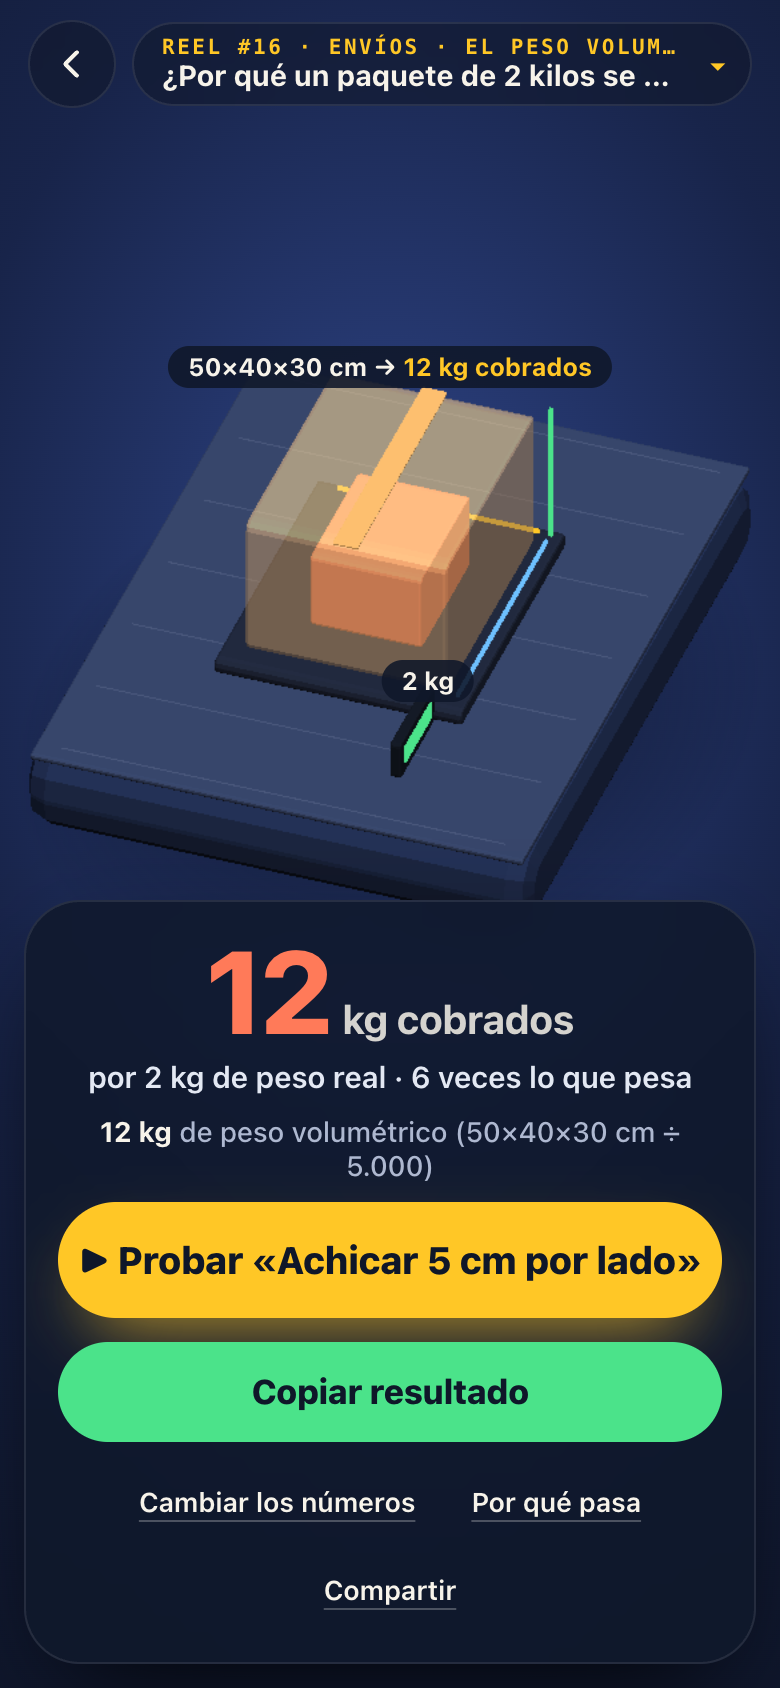 REEL #16 · ENVÍOS · EL PESO VOLUM…
¿Por qué un paquete de 2 kilos se ...
50×40×30 cm → 12 kg cobrados
2 kg
12 kg cobrados
por 2 kg de peso real · 6 veces lo que pesa
12 kg de peso volumétrico (50×40×30 cm ÷
5.000)
Probar «Achicar 5 cm por lado»
Copiar resultado
Cambiar los números Por qué pasa
Compartir